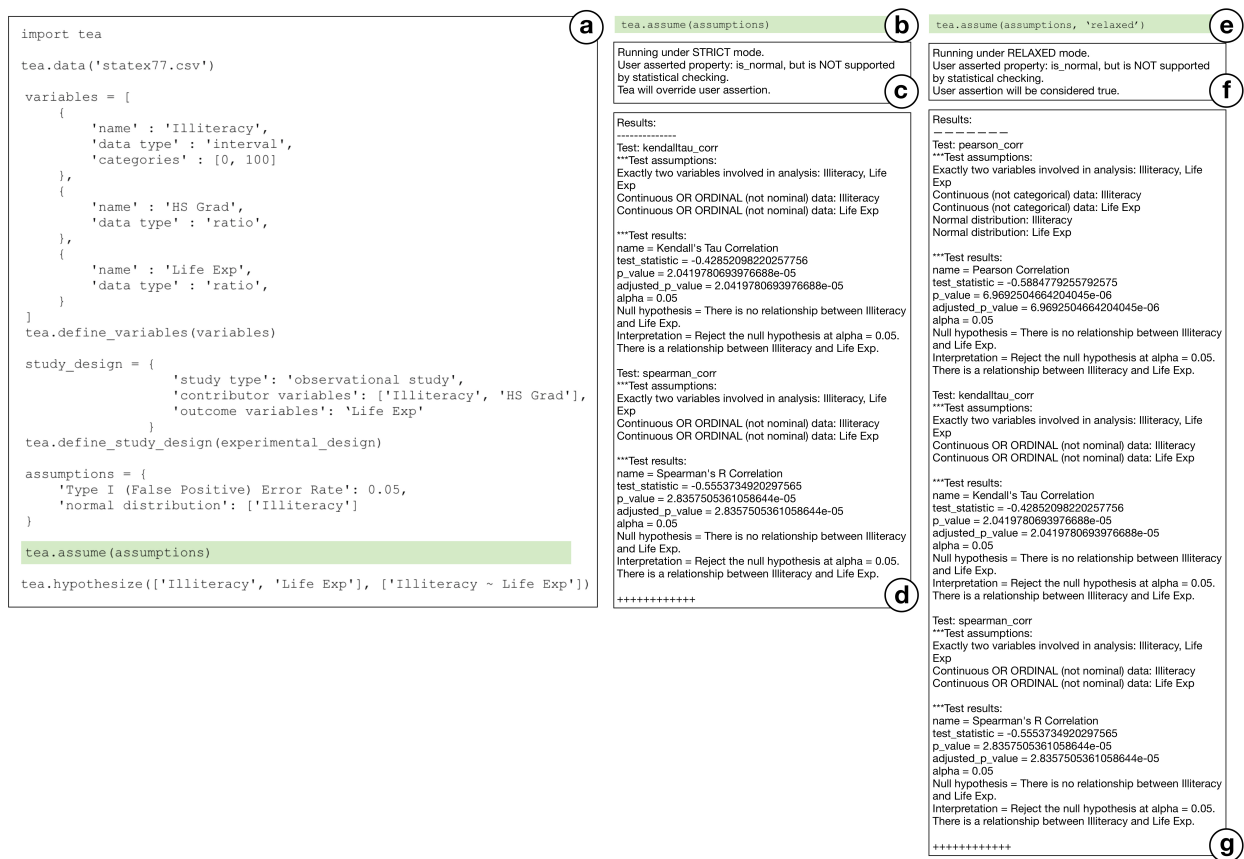 a
import tea
tea.data('statex77.csv')
variables = [
{
'name' : 'Illiteracy',
'data type' : 'interval',
'categories' : [0, 100]
},
{
'name' : 'HS Grad',
'data type' : 'ratio',
},
{
'name' : 'Life Exp',
'data type' : 'ratio',
}
]
tea.define_variables(variables)
study_design = {
'study type': 'observational study',
'contributor variables': ['Illiteracy', 'HS Grad'],
'outcome variables': ‘Life Exp'
}
tea.define_study_design(experimental_design)
assumptions = {
'Type I (False Positive) Error Rate': 0.05,
'normal distribution': ['Illiteracy']
}
tea.assume(assumptions)
tea.hypothesize(['Illiteracy', 'Life Exp'], ['Illiteracy ~ Life Exp'])
tea.assume(assumptions)
b
Running under STRICT mode.
User asserted property: is_normal, but is NOT supported
by statistical checking.
Tea will override user assertion.
c
Results:
--------------
Test: kendalltau_corr
***Test assumptions:
Exactly two variables involved in analysis: Illiteracy, Life
Exp
Continuous OR ORDINAL (not nominal) data: Illiteracy
Continuous OR ORDINAL (not nominal) data: Life Exp
***Test results:
name = Kendall's Tau Correlation
test_statistic = -0.42852098220257756
p_value = 2.0419780693976688e-05
adjusted_p_value = 2.0419780693976688e-05
alpha = 0.05
Null hypothesis = There is no relationship between Illiteracy
and Life Exp.
Interpretation = Reject the null hypothesis at alpha = 0.05.
There is a relationship between Illiteracy and Life Exp.
Test: spearman_corr
***Test assumptions:
Exactly two variables involved in analysis: Illiteracy, Life
Exp
Continuous OR ORDINAL (not nominal) data: Illiteracy
Continuous OR ORDINAL (not nominal) data: Life Exp
***Test results:
name = Spearman's R Correlation
test_statistic = -0.5553734920297565
p_value = 2.8357505361058644e-05
adjusted_p_value = 2.8357505361058644e-05
alpha = 0.05
Null hypothesis = There is no relationship between Illiteracy
and Life Exp.
Interpretation = Reject the null hypothesis at alpha = 0.05.
There is a relationship between Illiteracy and Life Exp.
++++++++++++
d
tea.assume(assumptions, ‘relaxed’)
e
Running under RELAXED mode.
User asserted property: is_normal, but is NOT supported
by statistical checking.
User assertion will be considered true.
f
Results:
———————
Test: pearson_corr
***Test assumptions:
Exactly two variables involved in analysis: Illiteracy, Life
Exp
Continuous (not categorical) data: Illiteracy
Continuous (not categorical) data: Life Exp
Normal distribution: Illiteracy
Normal distribution: Life Exp
***Test results:
name = Pearson Correlation
test_statistic = -0.5884779255792575
p_value = 6.9692504664204045e-06
adjusted_p_value = 6.9692504664204045e-06
alpha = 0.05
Null hypothesis = There is no relationship between Illiteracy
and Life Exp.
Interpretation = Reject the null hypothesis at alpha = 0.05.
There is a relationship between Illiteracy and Life Exp.
Test: kendalltau_corr
***Test assumptions:
Exactly two variables involved in analysis: Illiteracy, Life
Exp
Continuous OR ORDINAL (not nominal) data: Illiteracy
Continuous OR ORDINAL (not nominal) data: Life Exp
***Test results:
name = Kendall's Tau Correlation
test_statistic = -0.42852098220257756
p_value = 2.0419780693976688e-05
adjusted_p_value = 2.0419780693976688e-05
alpha = 0.05
Null hypothesis = There is no relationship between Illiteracy
and Life Exp.
Interpretation = Reject the null hypothesis at alpha = 0.05.
There is a relationship between Illiteracy and Life Exp.
Test: spearman_corr
***Test assumptions:
Exactly two variables involved in analysis: Illiteracy, Life
Exp
Continuous OR ORDINAL (not nominal) data: Illiteracy
Continuous OR ORDINAL (not nominal) data: Life Exp
***Test results:
name = Spearman's R Correlation
test_statistic = -0.5553734920297565
p_value = 2.8357505361058644e-05
adjusted_p_value = 2.8357505361058644e-05
alpha = 0.05
Null hypothesis = There is no relationship between Illiteracy
and Life Exp.
Interpretation = Reject the null hypothesis at alpha = 0.05.
There is a relationship between Illiteracy and Life Exp.
++++++++++++
g